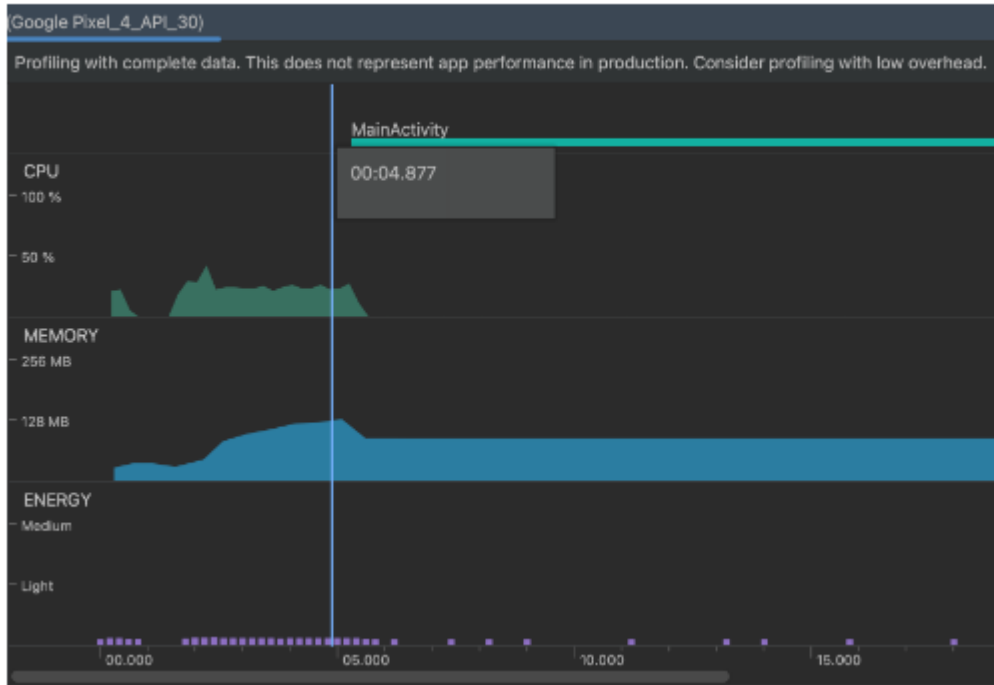 (Google Pixel_4_API_30)
Profiling with complete data. This does not represent app performance in production. Consider profiling with low overhead.
MainActivity
00:04.877
CPU
100 %
50 %
MEMORY
256 MB
128 MB
ENERGY
Medium
Light
00.000 05.000 10.000 15.000